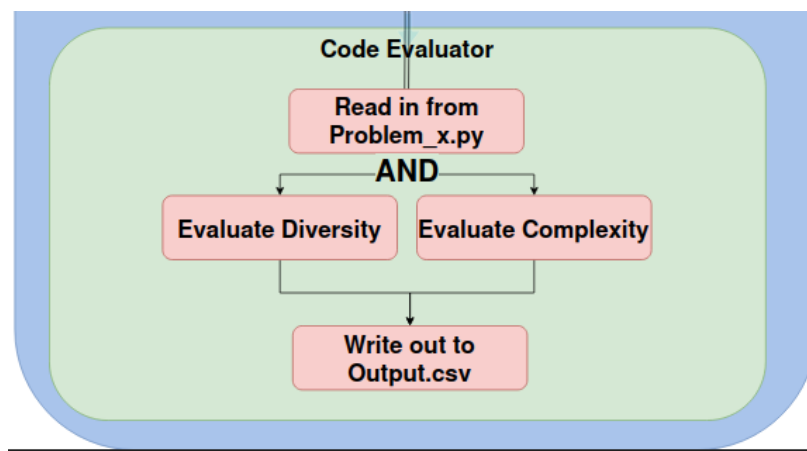 Code Evaluator
Read in from
Problem_x.py
AND
Evaluate Diversity
Evaluate Complexity
Write out to
Output.csv